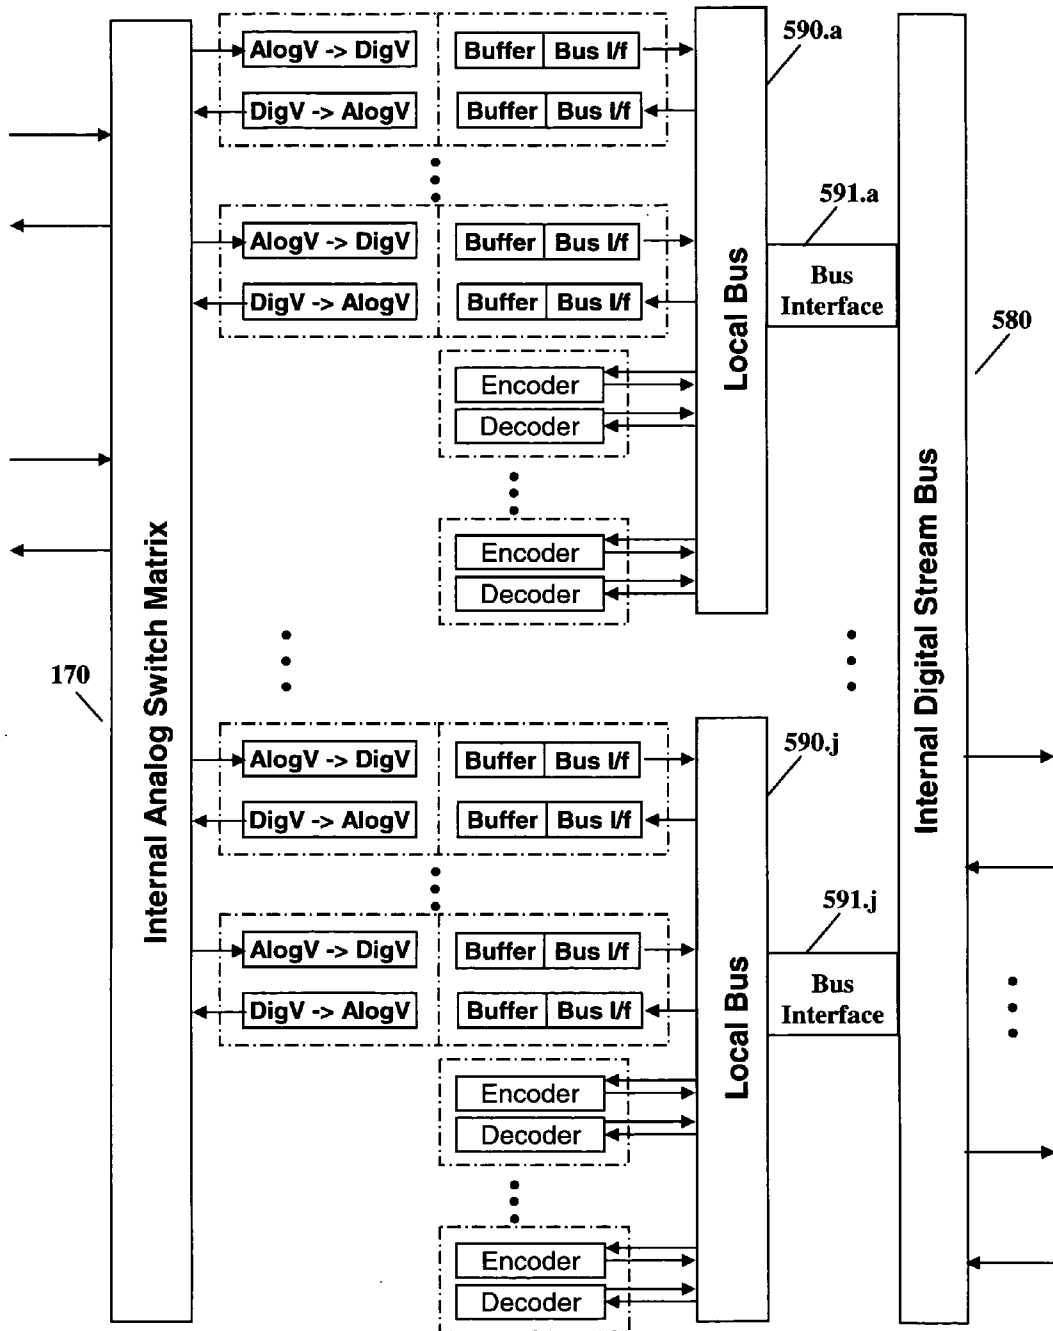 590.a
AlogV -> DigV
Buffer Bus I/f
DigV -> AlogV
Buffer Bus I/f
591.a
AlogV -> DigV
Buffer Bus I/f
DigV -> AlogV
Buffer Bus I/f
Local Bus
Bus
Interface
580
Encoder
Decoder
Encoder
Decoder
Internal Analog Switch Matrix
Internal Digital Stream Bus
170
590.j
AlogV -> DigV
Buffer Bus I/f
DigV -> AlogV
Buffer Bus I/f
591.j
AlogV -> DigV
Buffer Bus I/f
DigV -> AlogV
Buffer Bus I/f
Local Bus
Bus
Interface
Encoder
Decoder
Encoder
Decoder